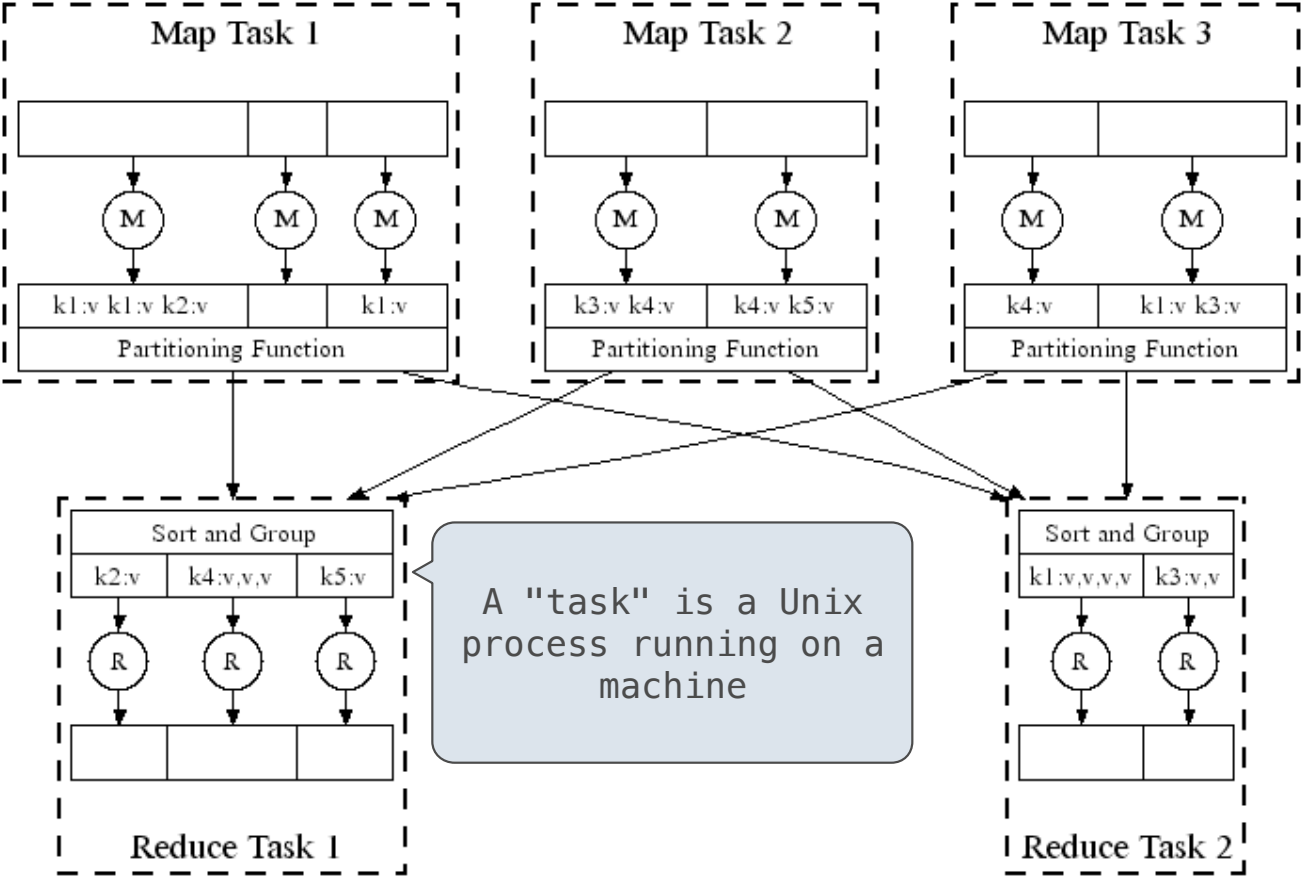 Map Task 1
Map Task 2
Map Task 3
M
M
M
M
M
M
M
k1:v k1:v k2:v
k1:v
k3:v k4:v
k4:v k5:v
k4:v
k1:v k3:v
Partitioning Function
Partitioning Function
Partitioning Function
Sort and Group
k2:v
k4:v,v,v
k5:v
R
R
R
Reduce Task 1
A "task" is a Unix
process running on a
machine
Sort and Group
k1:v,v,v,v
k3:v,v
R
R
Reduce Task 2